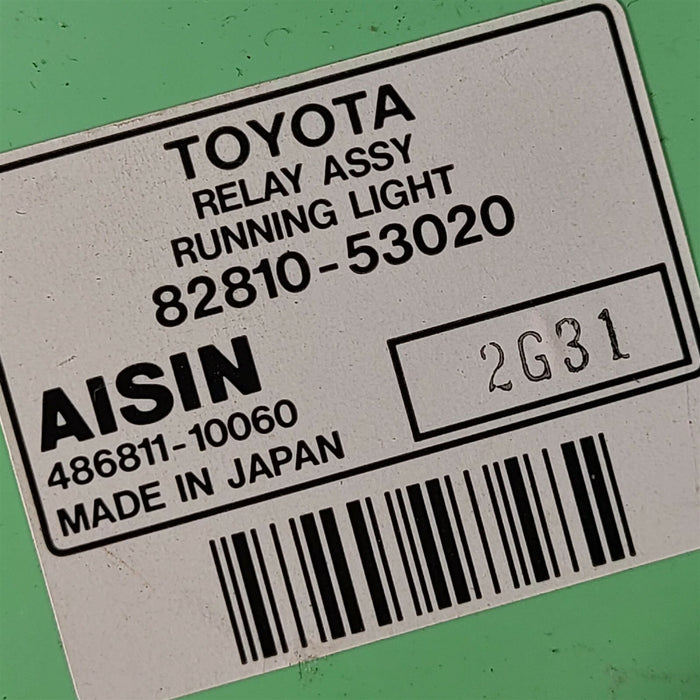 TOYOTA
RELAY ASSY
RUNNING LIGHT
82810-53020
AISIN
2G31
486811-10060
MADE IN JAPAN